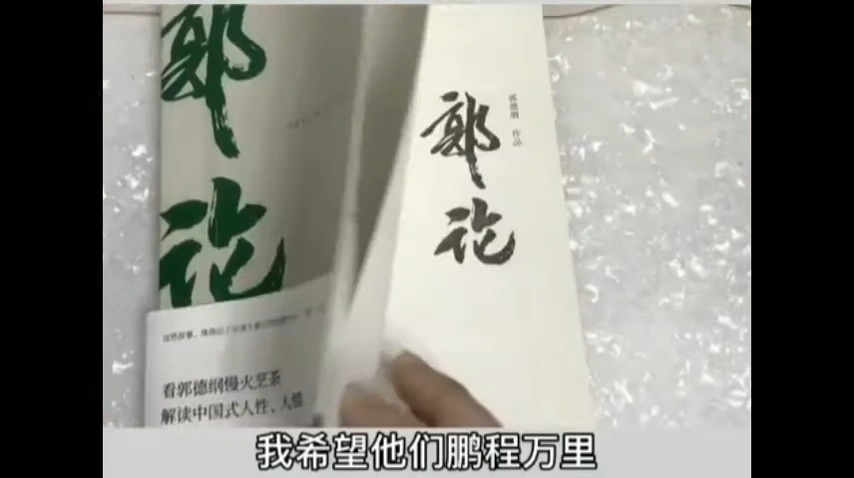 郭论
看郭德纲慢火烹茶
解读中国式人性、人情
郭论
郭德纲 作品
我希望他们鹏程万里